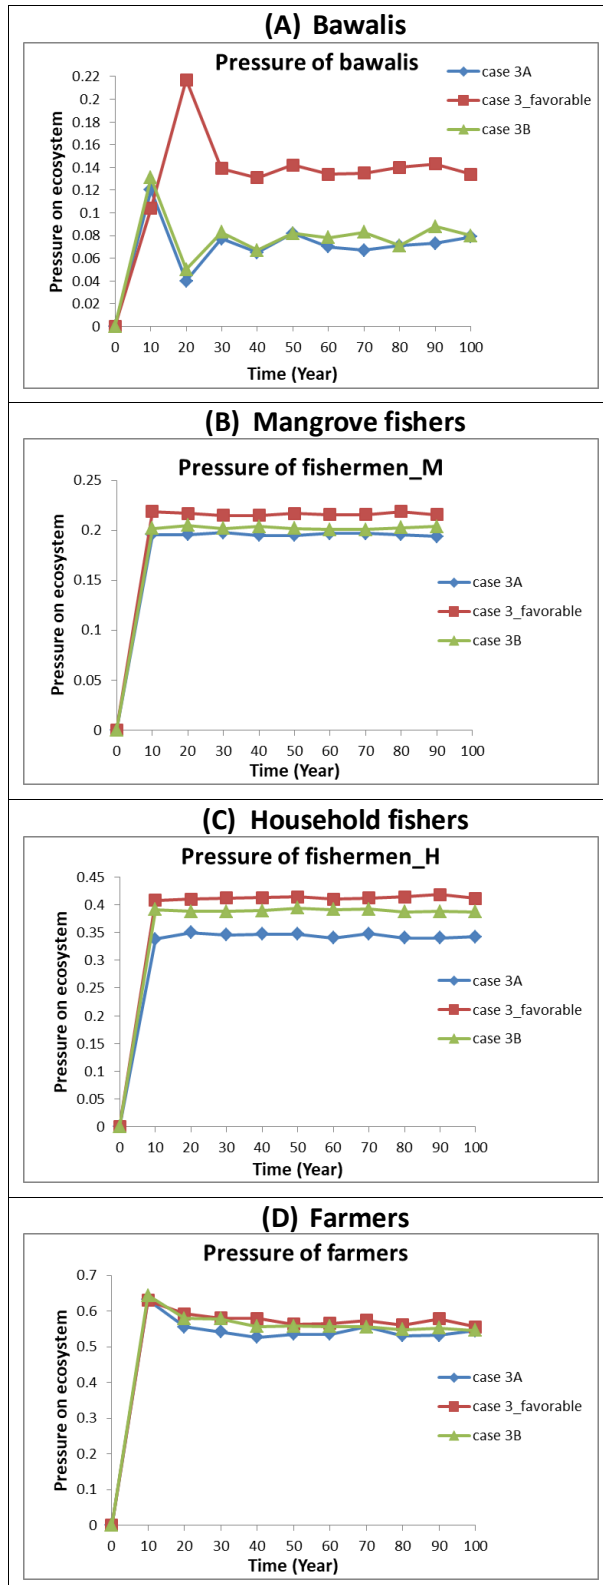 (A) Bawalis
Pressure of bawalis
Pressure on ecosystem
0.22
0.2
0.18
0.16
0.14
0.12
0.1
0.08
0.06
0.04
0.02
0
0 10 20 30 40 50 60 70 80 90 100
Time (Year)
case 3A
case 3_favorable
case 3B
(B) Mangrove fishers
Pressure of fishermen_M
Pressure on ecosystem
0.25
0.2
0.15
0.1
0.05
0
0 10 20 30 40 50 60 70 80 90 100
Time (Year)
case 3A
case 3_favorable
case 3B
(C) Household fishers
Pressure of fishermen_H
Pressure on ecosystem
0.45
0.4
0.35
0.3
0.25
0.2
0.15
0.1
0.05
0
0 10 20 30 40 50 60 70 80 90 100
Time (Year)
case 3A
case 3_favorable
case 3B
(D) Farmers
Pressure of farmers
Pressure on ecosystem
0.7
0.6
0.5
0.4
0.3
0.2
0.1
0
0 10 20 30 40 50 60 70 80 90 100
Time (Year)
case 3A
case 3_favorable
case 3B